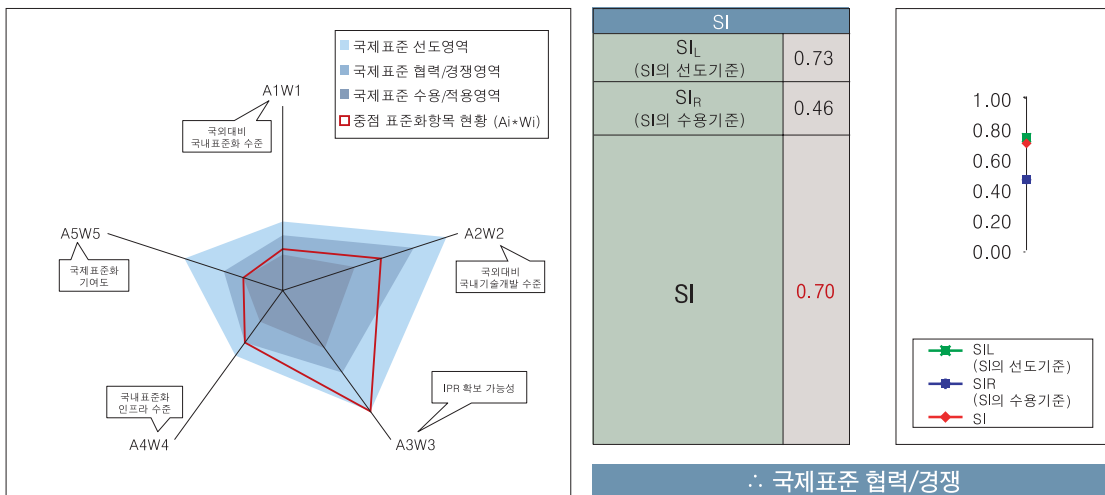 국제표준 선도영역
국제표준 협력/경쟁영역
국제표준 수용/적용영역
중점 표준화항목 현황 (Ai*Wi)
A1W1
국외대비
국내표준화 수준
A2W2
국외대비
국내기술개발 수준
IPR 확보 가능성
A3W3
국내표준화
인프라 수준
A4W4
A5W5
국제표준화
기여도
SI
SIL
(SI의 선도기준)
0.73
SIR
(SI의 수용기준)
0.46
SI
0.70
1.00
0.80
0.60
0.40
0.20
0.00
SIL
(SI의 선도기준)
SIR
(SI의 수용기준)
SI
∴ 국제표준 협력/경쟁